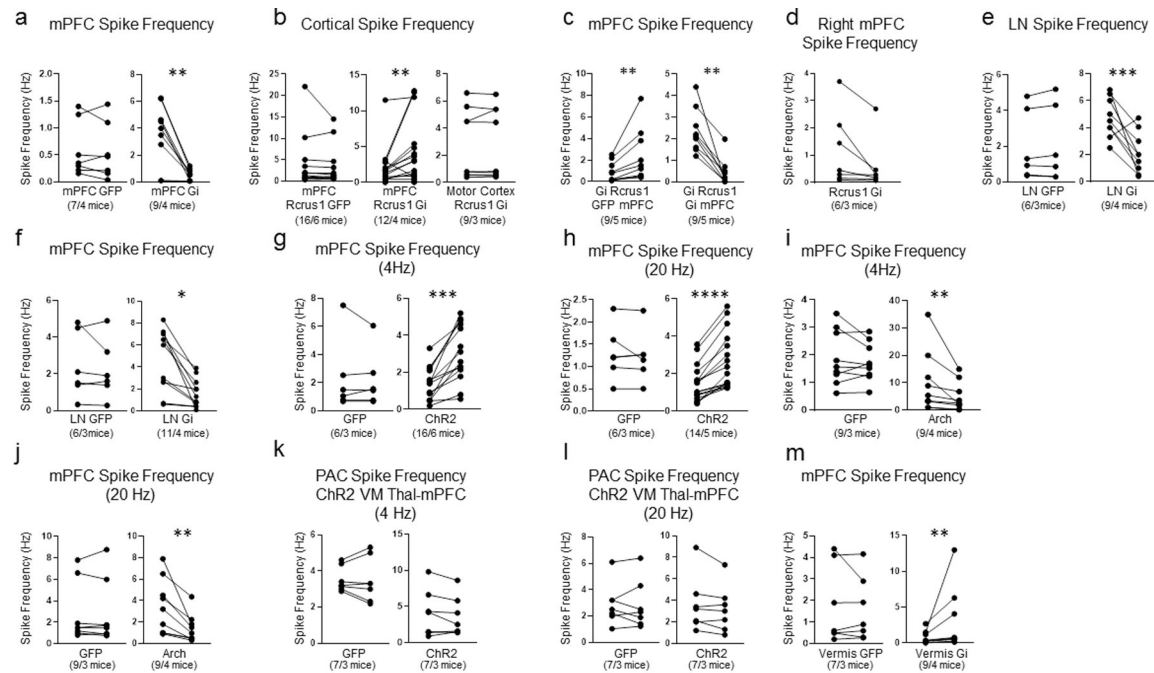 a
mPFC Spike Frequency
Spike Frequency (Hz)
2.0
1.5
1.0
0.5
0.0
mPFC GFP
(7/4 mice)
**
8
6
4
2
0
mPFC Gi
(9/4 mice)
b
Cortical Spike Frequency
Spike Frequency (Hz)
25
20
15
10
5
0
mPFC
Rcrus1 GFP
(16/6 mice)
**
15
10
5
0
mPFC
Rcrus1 Gi
(12/4 mice)
8
6
4
2
0
Motor Cortex
Rcrus1 Gi
(9/3 mice)
c
mPFC Spike Frequency
Spike Frequency (Hz)
**
10
8
6
4
2
0
Gi Rcrus1
GFP mPFC
(9/5 mice)
**
5
4
3
2
1
0
Gi Rcrus1
Gi mPFC
(9/5 mice)
d
Right mPFC
Spike Frequency
Spike Frequency (Hz)
4
3
2
1
0
Rcrus1 Gi
(6/3 mice)
e
LN Spike Frequency
Spike Frequency (Hz)
6
4
2
0
LN GFP
(6/3mice)
***
8
6
4
2
0
LN Gi
(9/4 mice)
f
mPFC Spike Frequency
Spike Frequency (Hz)
6
4
2
0
LN GFP
(6/3mice)
*
10
8
6
4
2
0
LN Gi
(11/4 mice)
g
mPFC Spike Frequency
(4Hz)
Spike Frequency (Hz)
8
6
4
2
0
GFP
(6/3 mice)
***
6
4
2
0
ChR2
(16/6 mice)
h
mPFC Spike Frequency
(20 Hz)
Spike Frequency (Hz)
2.5
2.0
1.5
1.0
0.5
0.0
GFP
(6/3 mice)
****
6
4
2
0
ChR2
(14/5 mice)
i
mPFC Spike Frequency
(4Hz)
Spike Frequency (Hz)
4
3
2
1
0
GFP
(9/3 mice)
**
40
30
20
10
0
Arch
(9/4 mice)
j
mPFC Spike Frequency
(20 Hz)
Spike Frequency (Hz)
10
8
6
4
2
0
GFP
(9/3 mice)
**
10
8
6
4
2
0
Arch
(9/4 mice)
k
PAC Spike Frequency
ChR2 VM Thal-mPFC
(4 Hz)
Spike Frequency (Hz)
6
4
2
0
GFP
(7/3 mice)
15
10
5
0
ChR2
(7/3 mice)
l
PAC Spike Frequency
ChR2 VM Thal-mPFC
(20 Hz)
Spike Frequency (Hz)
8
6
4
2
0
GFP
(7/3 mice)
10
8
6
4
2
0
ChR2
(7/3 mice)
m
mPFC Spike Frequency
Spike Frequency (Hz)
5
4
3
2
1
0
Vermis GFP
(7/3 mice)
**
15
10
5
0
Vermis Gi
(9/4 mice)